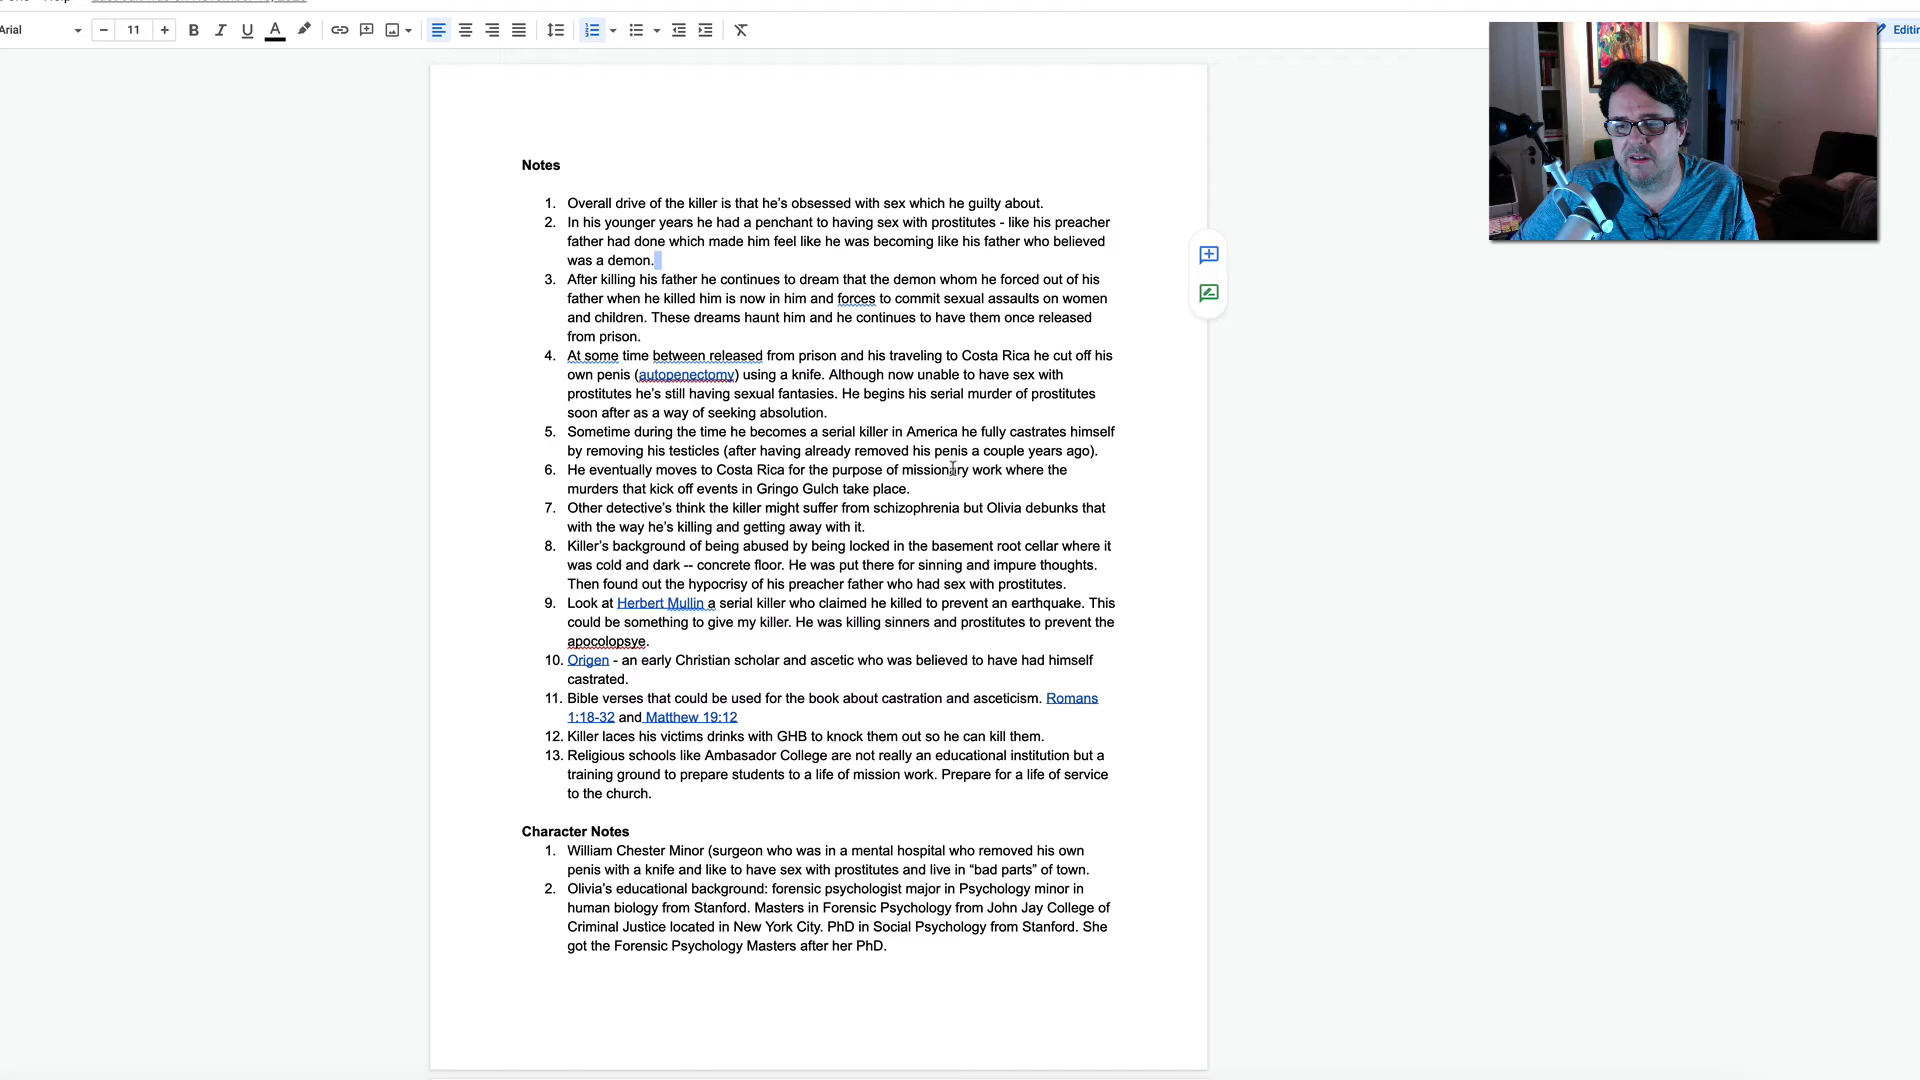 Arial
11
Editin
Notes
1. Overall drive of the killer is that he's obsessed with sex which he guilty about.
2. In his younger years he had a penchant to having sex with prostitutes - like his preacher
father had done which made him feel like he was becoming like his father who believed
was a demon.
3. After killing his father he continues to dream that the demon whom he forced out of his
father when he killed him is now in him and forces to commit sexual assaults on women
and children. These dreams haunt him and he continues to have them once released
from prison.
4. At some time between released from prison and his traveling to Costa Rica he cut off his
own penis (autopenectomy) using a knife. Although now unable to have sex with
prostitutes he's still having sexual fantasies. He begins his serial murder of prostitutes
soon after as a way of seeking absolution.
5. Sometime during the time he becomes a serial killer in America he fully castrates himself
by removing his testicles (after having already removed his penis a couple years ago).
6. He eventually moves to Costa Rica for the purpose of missionary work where the
murders that kick off events in Gringo Gulch take place.
7. Other detective's think the killer might suffer from schizophrenia but Olivia debunks that
with the way he's killing and getting away with it.
8. Killer's background of being abused by being locked in the basement root cellar where it
was cold and dark -- concrete floor. He was put there for sinning and impure thoughts.
Then found out the hypocrisy of his preacher father who had sex with prostitutes.
9. Look at Herbert Mullin a serial killer who claimed he killed to prevent an earthquake. This
could be something to give my killer. He was killing sinners and prostitutes to prevent the
apocolopsye.
10. Origen - an early Christian scholar and ascetic who was believed to have had himself
castrated.
11. Bible verses that could be used for the book about castration and asceticism. Romans
1:18-32 and Matthew 19:12
12. Killer laces his victims drinks with GHB to knock them out so he can kill them.
13. Religious schools like Ambasador College are not really an educational institution but a
training ground to prepare students to a life of mission work. Prepare for a life of service
to the church.
Character Notes
1. William Chester Minor (surgeon who was in a mental hospital who removed his own
penis with a knife and like to have sex with prostitutes and live in “bad parts” of town.
2. Olivia's educational background: forensic psychologist major in Psychology minor in
human biology from Stanford. Masters in Forensic Psychology from John Jay College of
Criminal Justice located in New York City. PhD in Social Psychology from Stanford. She
got the Forensic Psychology Masters after her PhD.